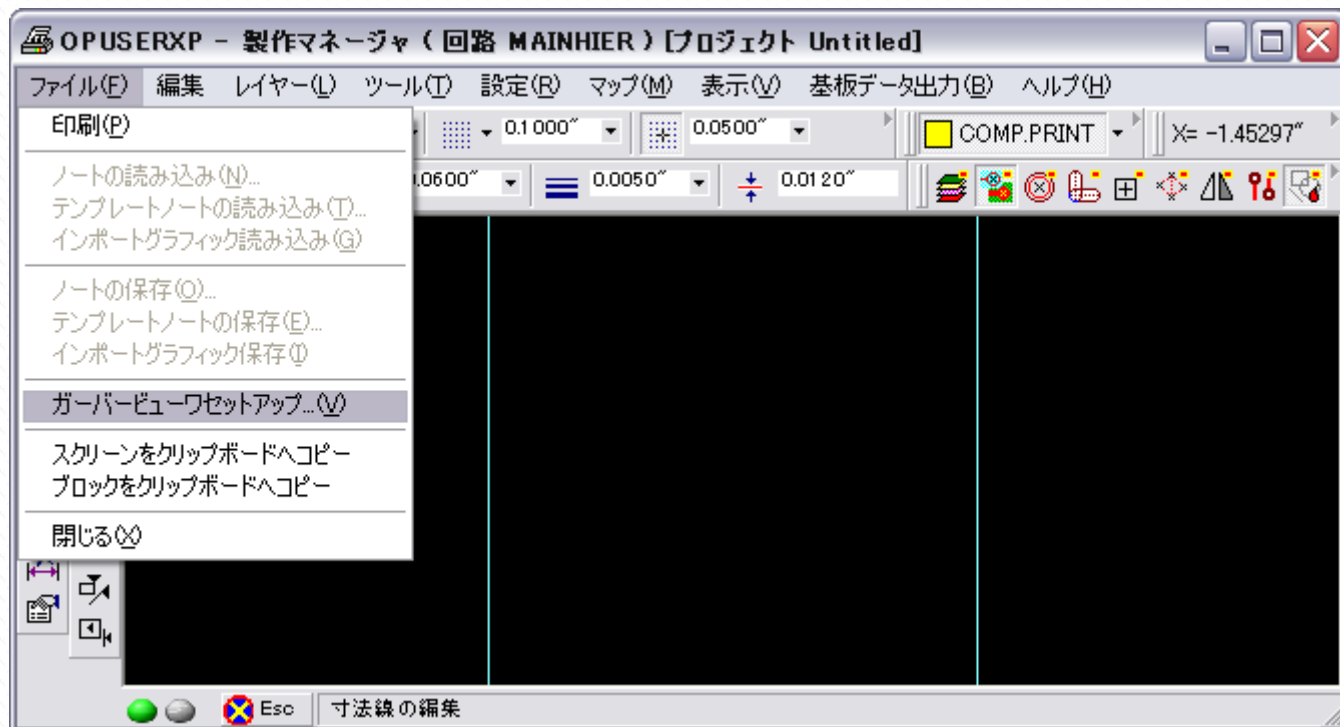 OPUSERXP - 製作マネージャ ( 回路 MAINHIER ) [プロジェクト Untitled]
ファイル(F) 編集 レイヤー(L) ツール(T) 設定(R) マップ(M) 表示(V) 基板データ出力(B) ヘルプ(H)
0.1000" 0.0500" COMP.PRINT X= -1.45297"
.0600" 0.0050" 0.0120"
印刷(P)
ノートの読み込み(N)...
テンプレートノートの読み込み(T)...
インポートグラフィック読み込み(G)
ノートの保存(O)...
テンプレートノートの保存(E)...
インポートグラフィック保存(I)
ガーバービューワセットアップ...(V)
スクリーンをクリップボードへコピー
ブロックをクリップボードへコピー
閉じる(X)
Esc 寸法線の編集